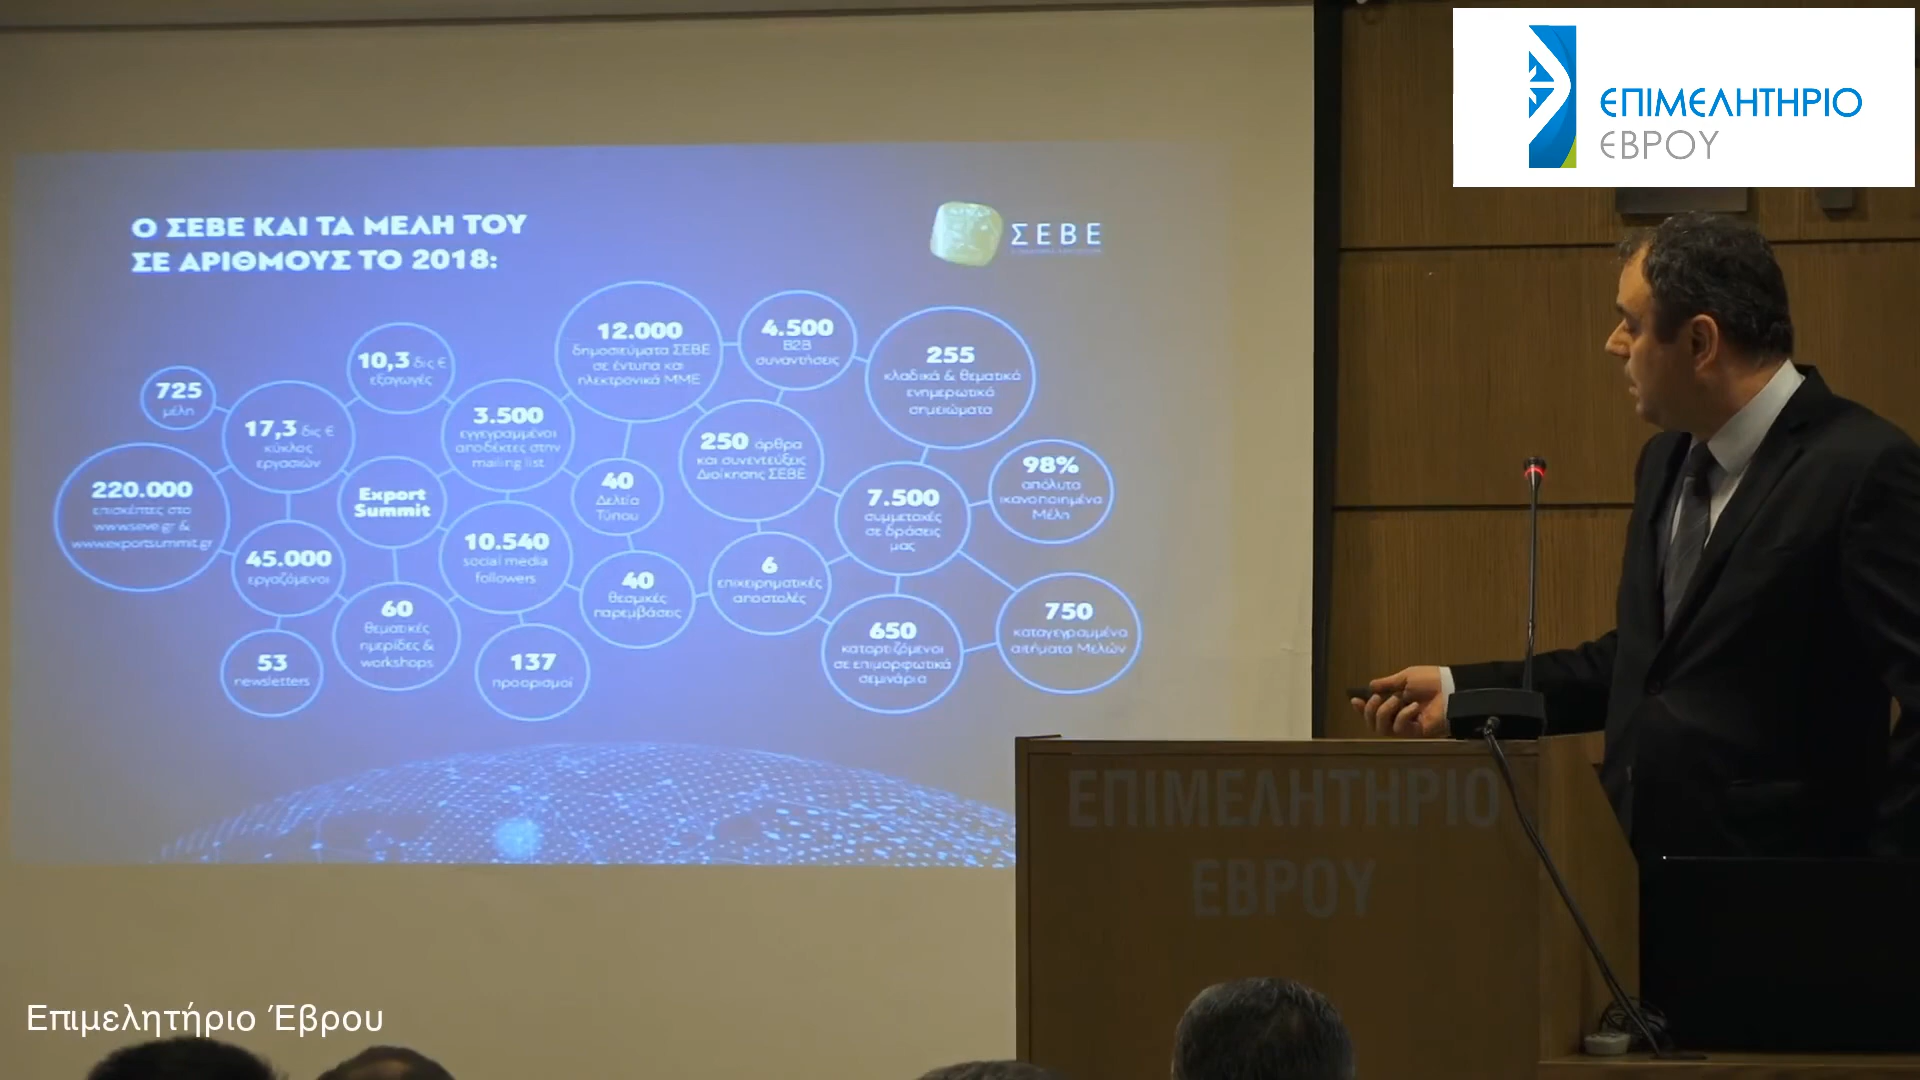 ΕΠΙΜΕΛΗΤΗΡΙΟ
ΕΒΡΟΥ
Ο ΣΕΒΕ ΚΑΙ ΤΑ ΜΕΛΗ ΤΟΥ
ΣΕ ΑΡΙΘΜΟΥΣ ΤΟ 2018:
ΣΕΒΕ
725
μέλη
10,3 δις €
εξαγωγές
17,3 δις €
κύκλος
εργασιών
220.000
επισκέπτες στο
www.seve.gr &
www.exportsummit.gr
45.000
εργαζόμενοι
53
newsletters
Export
Summit
60
θεματικές
ημερίδες &
workshops
3.500
εγγεγραμμένοι
αποδέκτες στην
mailing list
10.540
social media
followers
137
προορισμοί
12.000
δημοσιεύματα ΣΕΒΕ
σε έντυπα και
ηλεκτρονικά ΜΜΕ
40
Δελτία
Τύπου
40
θεσμικές
παρεμβάσεις
4.500
B2B
συναντήσεις
250 άρθρα
και συνεντεύξεις
Διοίκησης ΣΕΒΕ
6
επιχειρηματικές
αποστολές
255
κλαδικά & θεματικά
ενημερωτικά
σημειώματα
7.500
συμμετοχές
σε δράσεις
μας
650
καταρτιζόμενοι
σε επιμορφωτικά
σεμινάρια
98%
απόλυτα
ικανοποιημένα
Μέλη
750
καταγεγραμμένα
αιτήματα Μελών
ΕΠΙΜΕΛΗΤΗΡΙΟ
ΕΒΡΟΥ
Επιμελητήριο Έβρου